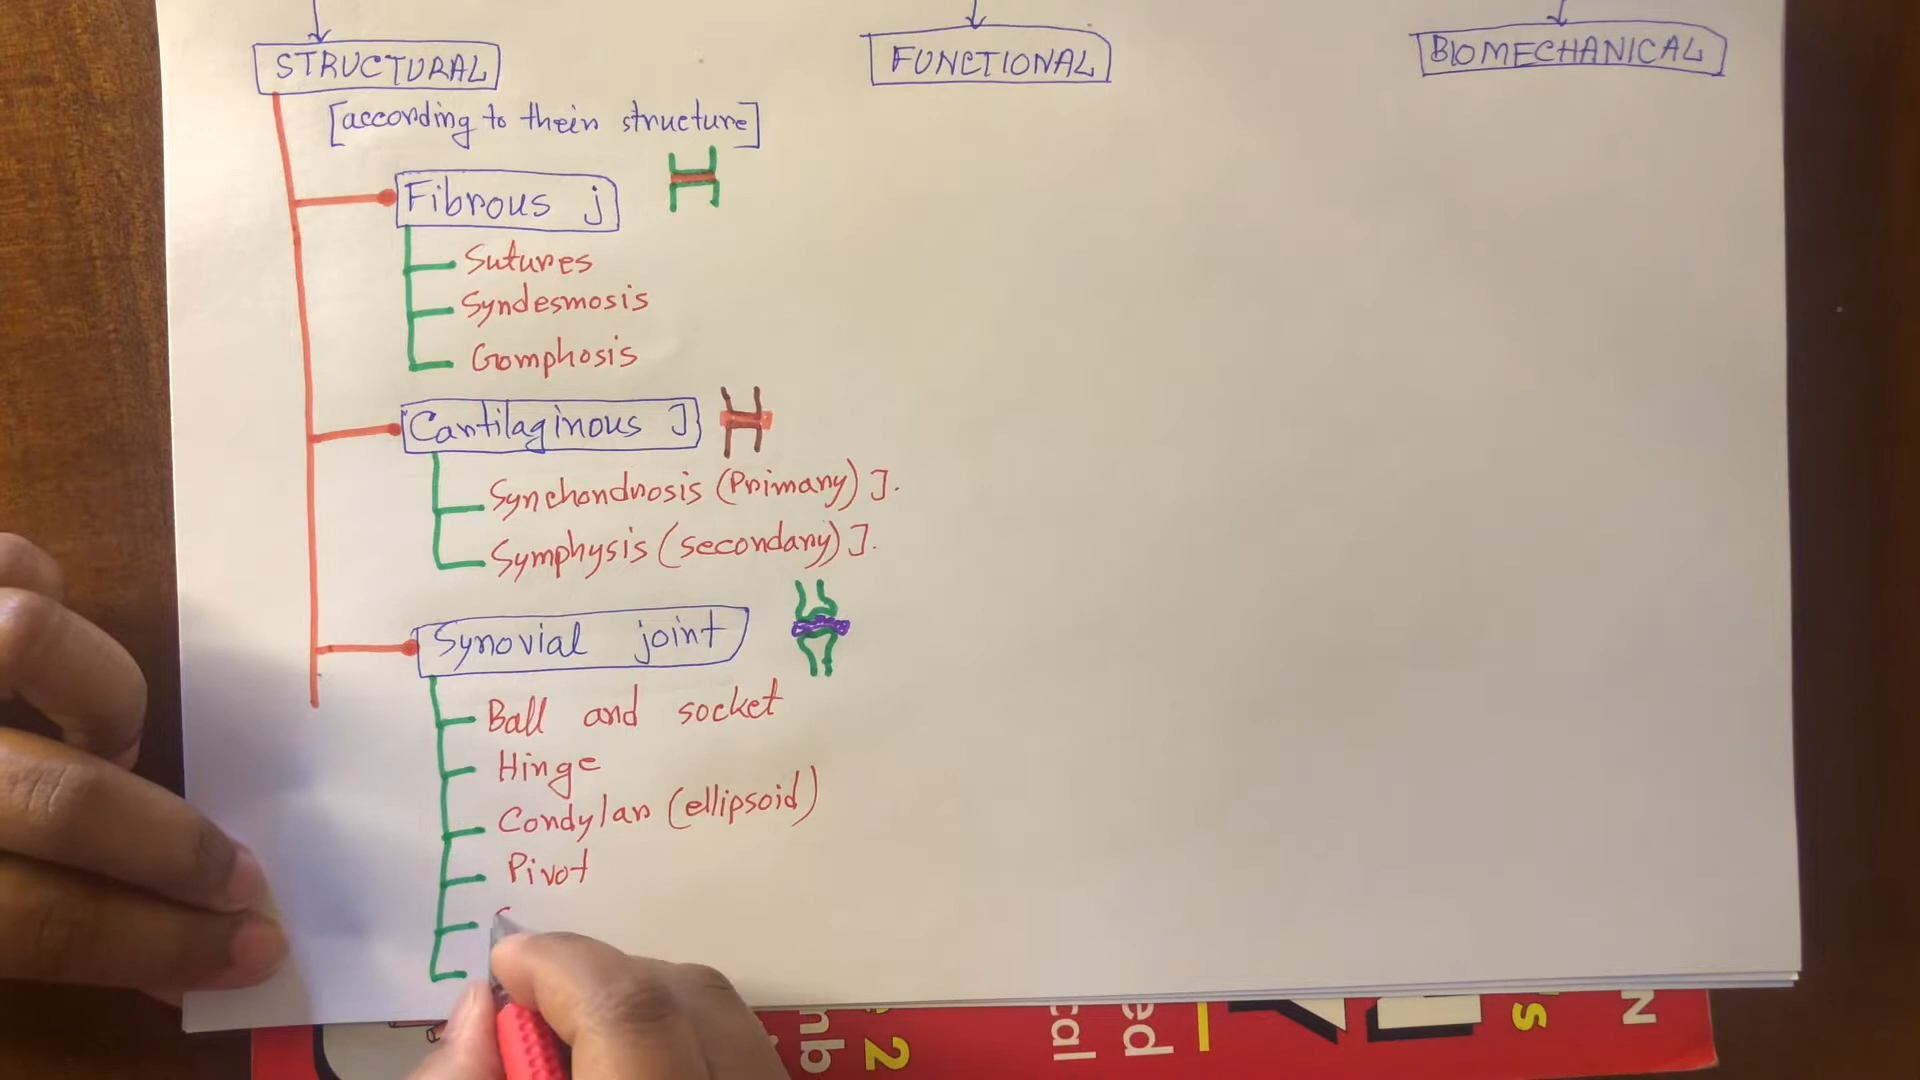 STRUCTURAL
FUNCTIONAL
BIOMECHANICAL
[according to their structure]
Fibrous j
Sutures
Syndesmosis
Gomphosis
Cartilaginous J
Synchondrosis (Primary) J.
Symphysis (secondary) J.
Synovial joint
Ball and socket
Hinge
Condylar (ellipsoid)
Pivot